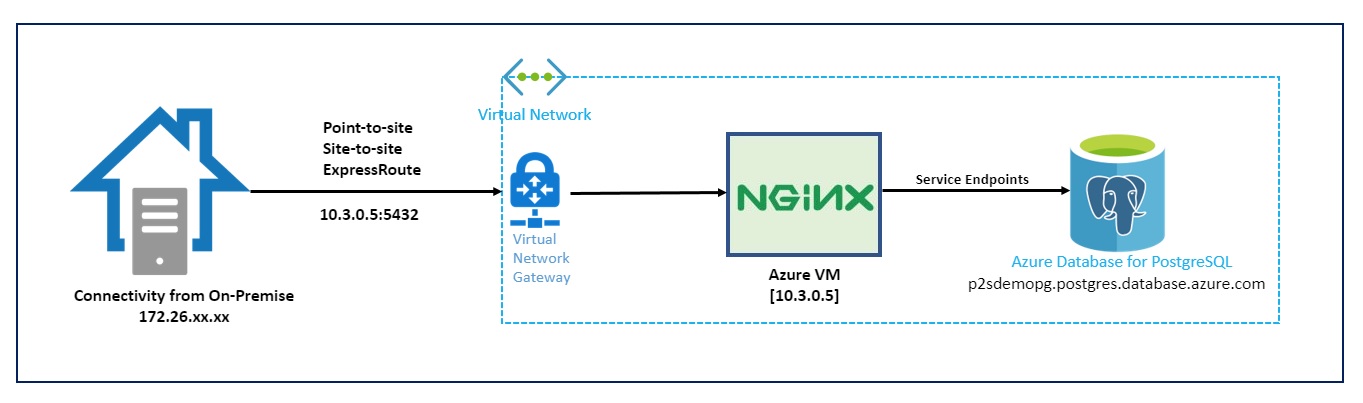 Virtual Network
Point-to-site
Site-to-site
ExpressRoute
10.3.0.5:5432
Connectivity from On-Premise
172.26.xx.xx
Virtual
Network
Gateway
NGINX
Azure VM
[10.3.0.5]
Service Endpoints
Azure Database for PostgreSQL
p2sdemopg.postgres.database.azure.com